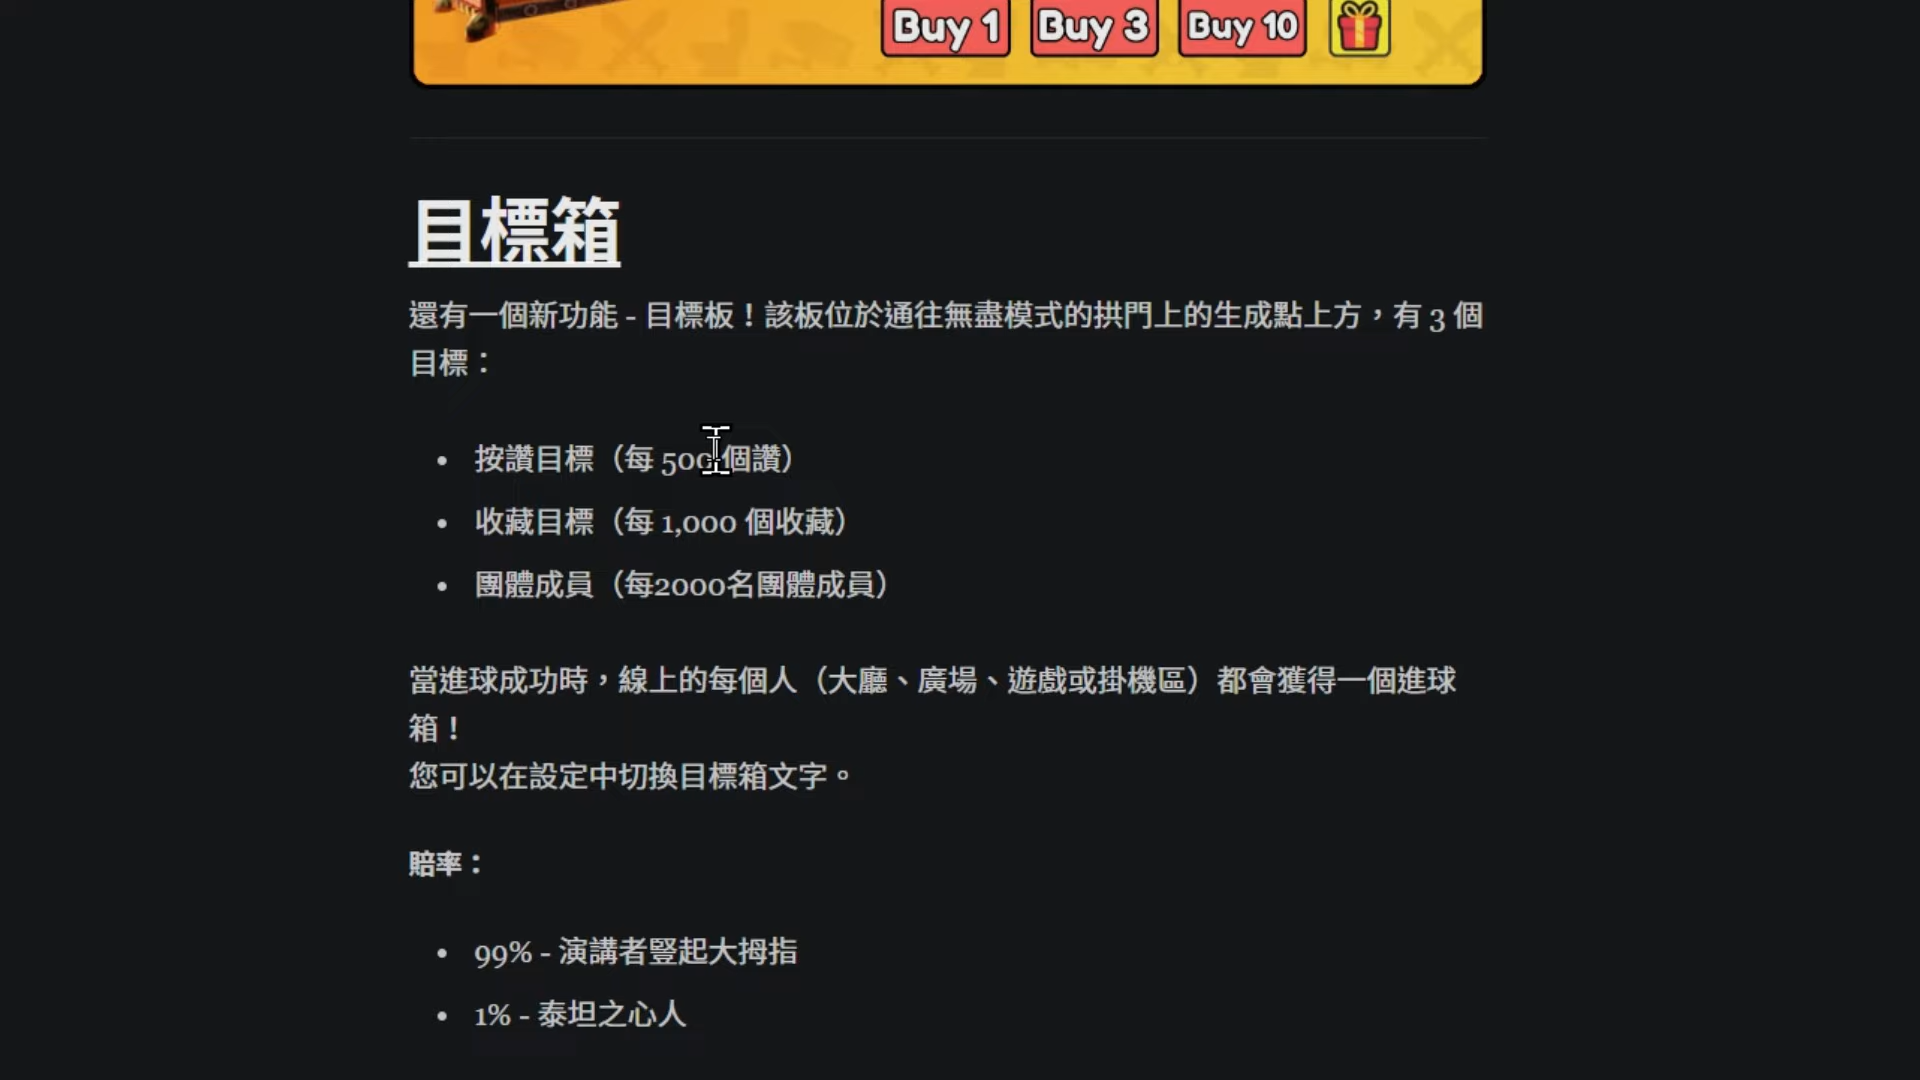 Buy 1 Buy 3 Buy 10
目標箱
還有一個新功能 - 目標板！該板位於通往無盡模式的拱門上的生成點上方，有 3 個
目標：
• 按讚目標（每 500 個讚）
• 收藏目標（每 1,000 個收藏）
• 團體成員（每2000名團體成員）
當進球成功時，線上的每個人（大廳、廣場、遊戲或掛機區）都會獲得一個進球
箱！
您可以在設定中切換目標箱文字。
賠率：
• 99% - 演講者豎起大拇指
• 1% - 泰坦之心人